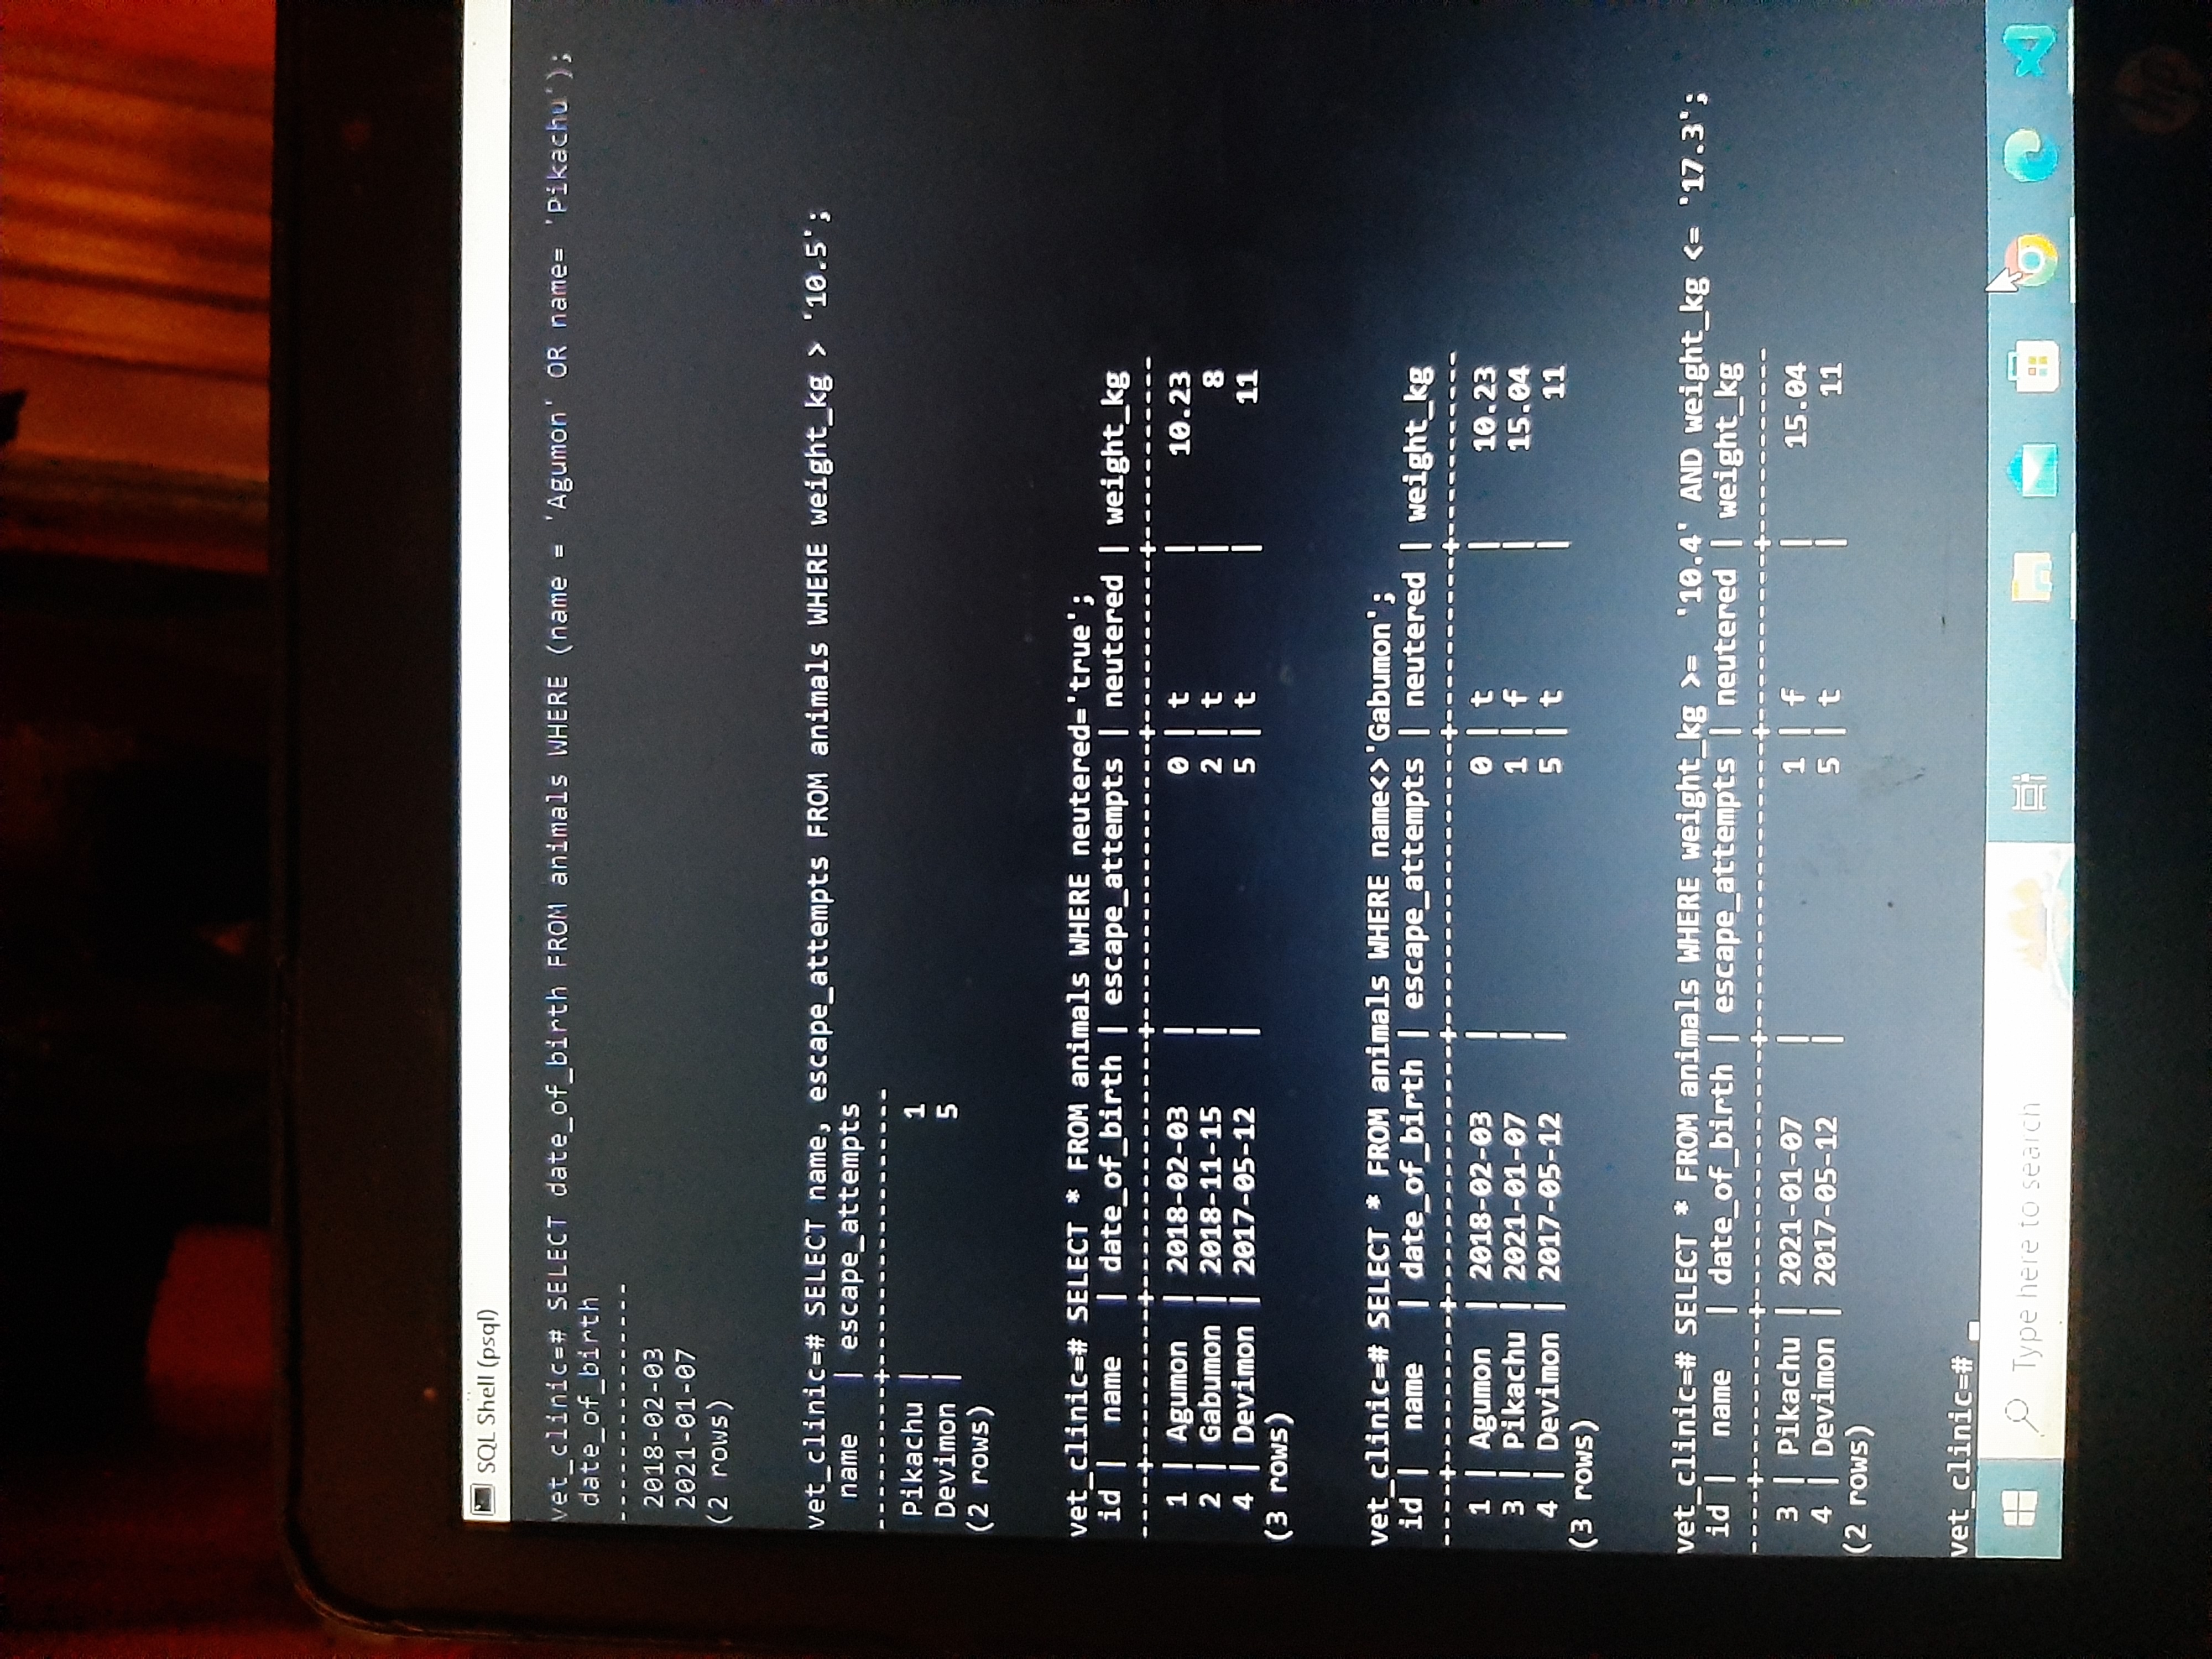 SQL Shell (psql)
vet_clinic=# SELECT date_of_birth FROM animals WHERE (name = 'Agumon' OR name= 'Pikachu');
 date_of_birth
---------------
 2018-02-03
 2021-01-07
(2 rows)
vet_clinic=# SELECT name, escape_attempts FROM animals WHERE weight_kg > '10.5';
  name   | escape_attempts
---------+-----------------
 Pikachu |               1
 Devimon |               5
(2 rows)
vet_clinic=# SELECT * FROM animals WHERE neutered='true';
 id |  name   | date_of_birth | escape_attempts | neutered | weight_kg
----+---------+---------------+-----------------+----------+-----------
  1 | Agumon  | 2018-02-03    |               0 | t        |     10.23
  2 | Gabumon | 2018-11-15    |               2 | t        |         8
  4 | Devimon | 2017-05-12    |               5 | t        |        11
(3 rows)
vet_clinic=# SELECT * FROM animals WHERE name<>'Gabumon';
 id |  name   | date_of_birth | escape_attempts | neutered | weight_kg
----+---------+---------------+-----------------+----------+-----------
  1 | Agumon  | 2018-02-03    |               0 | t        |     10.23
  3 | Pikachu | 2021-01-07    |               1 | f        |     15.04
  4 | Devimon | 2017-05-12    |               5 | t        |        11
(3 rows)
vet_clinic=# SELECT * FROM animals WHERE weight_kg >=  '10.4' AND weight_kg <= '17.3';
 id |  name   | date_of_birth | escape_attempts | neutered | weight_kg
----+---------+---------------+-----------------+----------+-----------
  3 | Pikachu | 2021-01-07    |               1 | f        |     15.04
  4 | Devimon | 2017-05-12    |               5 | t        |        11
(2 rows)
vet_clinic=# _
Type here to search
hp